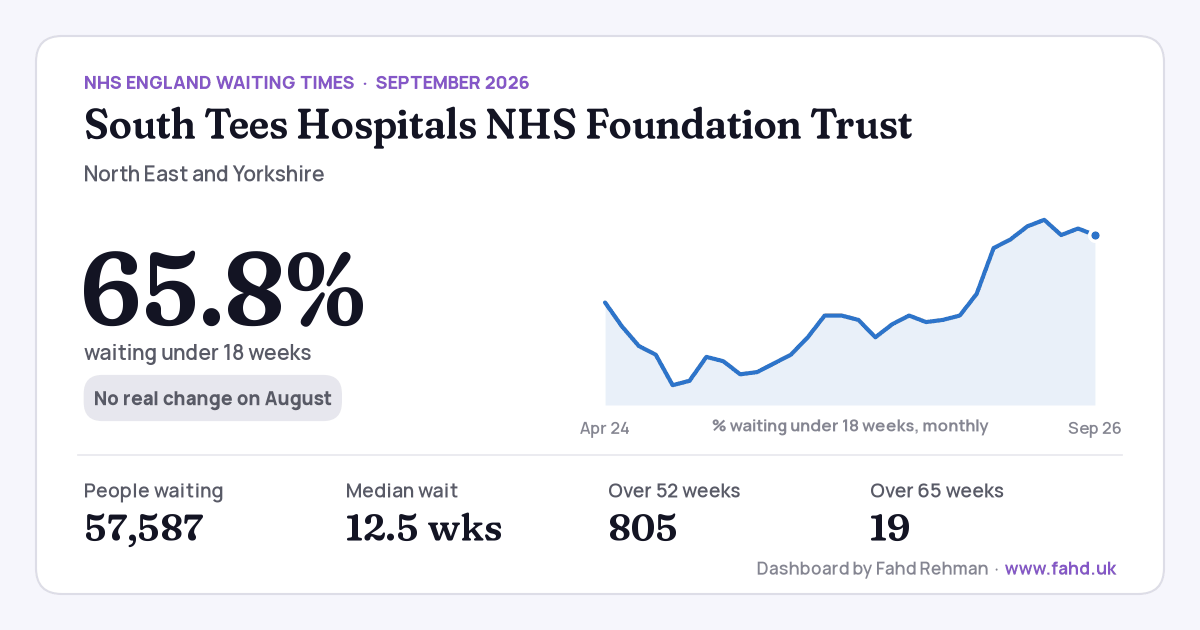 NHS ENGLAND WAITING TIMES · SEPTEMBER 2026
South Tees Hospitals NHS Foundation Trust
North East and Yorkshire
65.8%
waiting under 18 weeks
No real change on August
Apr 24
% waiting under 18 weeks, monthly
Sep 26
People waiting
57,587
Median wait
12.5 wks
Over 52 weeks
805
Over 65 weeks
19
Dashboard by Fahd Rehman · www.fahd.uk